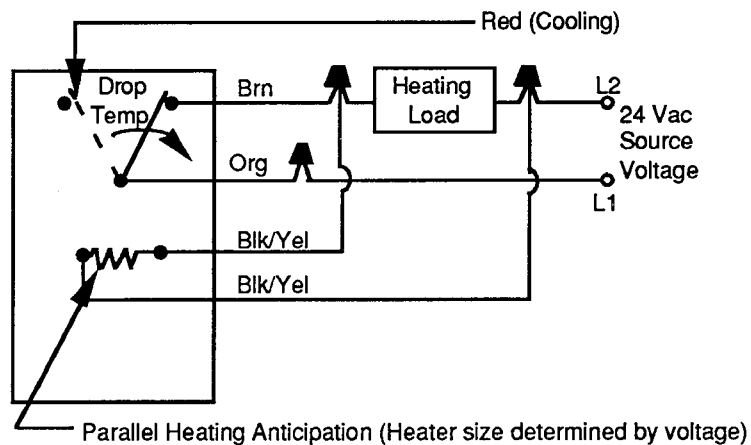 Red (Cooling)
Drop
Temp
Brn
Heating
Load
L2
24 Vac
Source
Voltage
Org
L1
Blk/Yel
Blk/Yel
Parallel Heating Anticipation (Heater size determined by voltage)